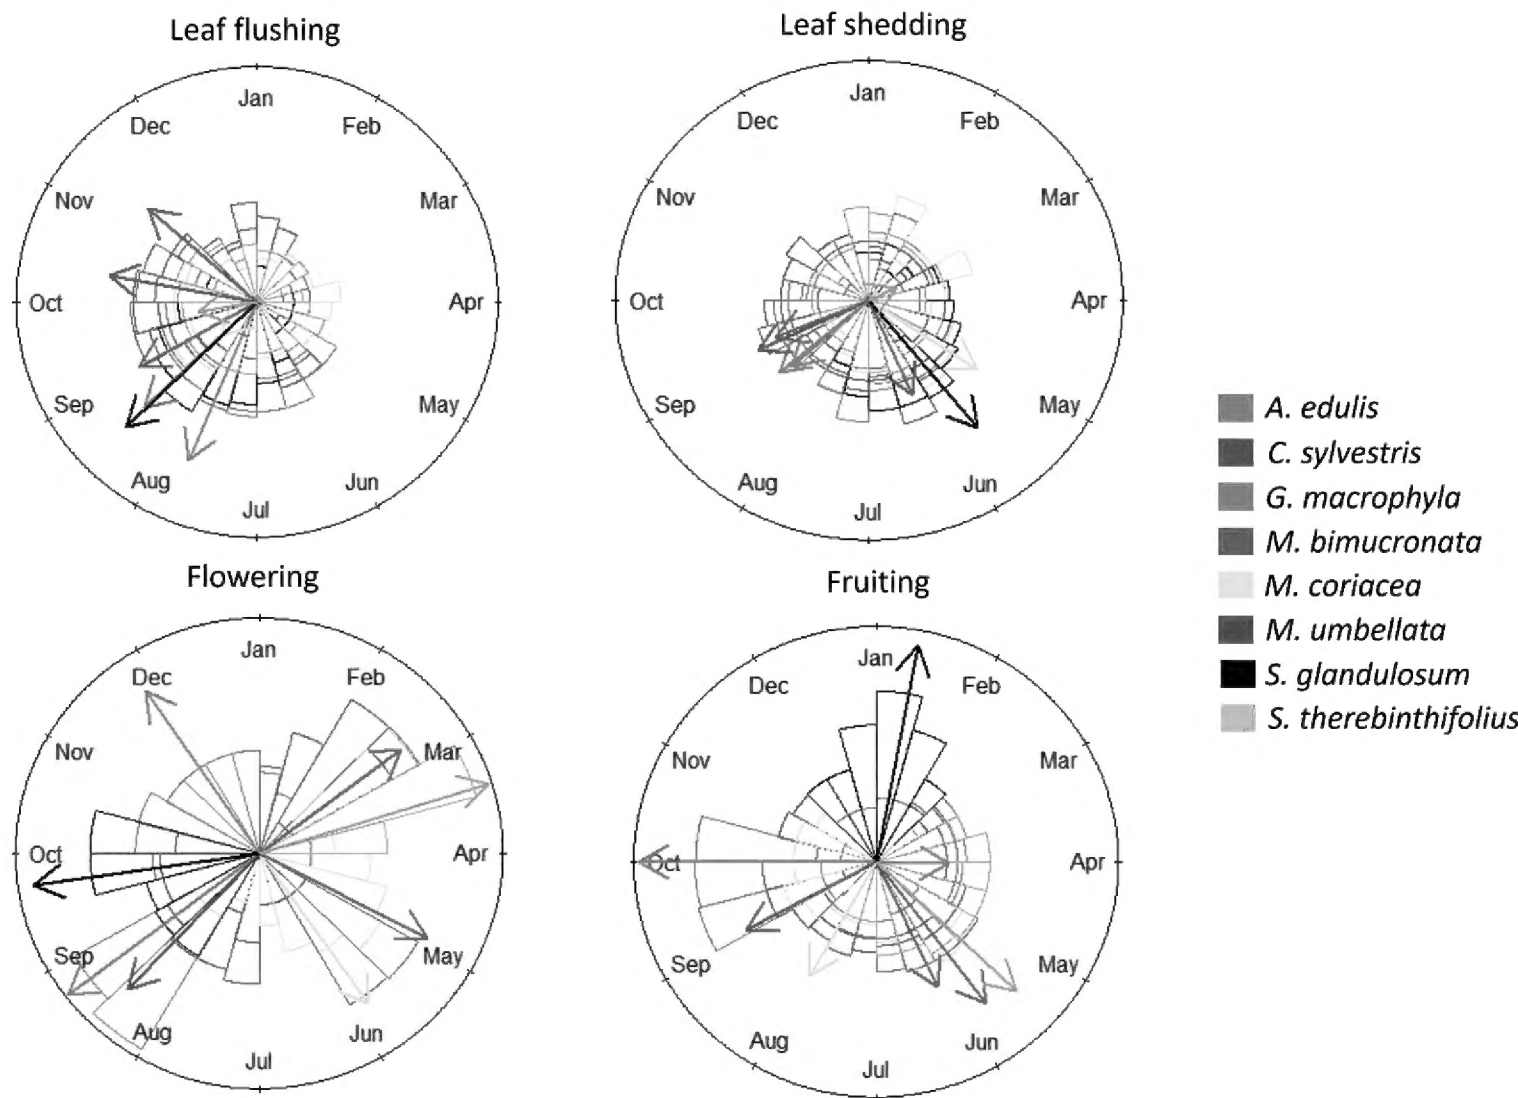 Leaf flushing
Jan
Feb
Mar
Apr
May
Jun
Jul
Aug
Sep
Oct
Nov
Dec
Leaf shedding
Jan
Feb
Mar
Apr
May
Jun
Jul
Aug
Sep
Oct
Nov
Dec
Flowering
Jan
Feb
Mar
Apr
May
Jun
Jul
Aug
Sep
Oct
Nov
Dec
Fruiting
Jan
Feb
Mar
Apr
May
Jun
Jul
Aug
Sep
Oct
Nov
Dec
A. edulis
C. sylvestris
G. macrophyla
M. bimucronata
M. coriacea
M. umbellata
S. glandulosum
S. therebinthifolius